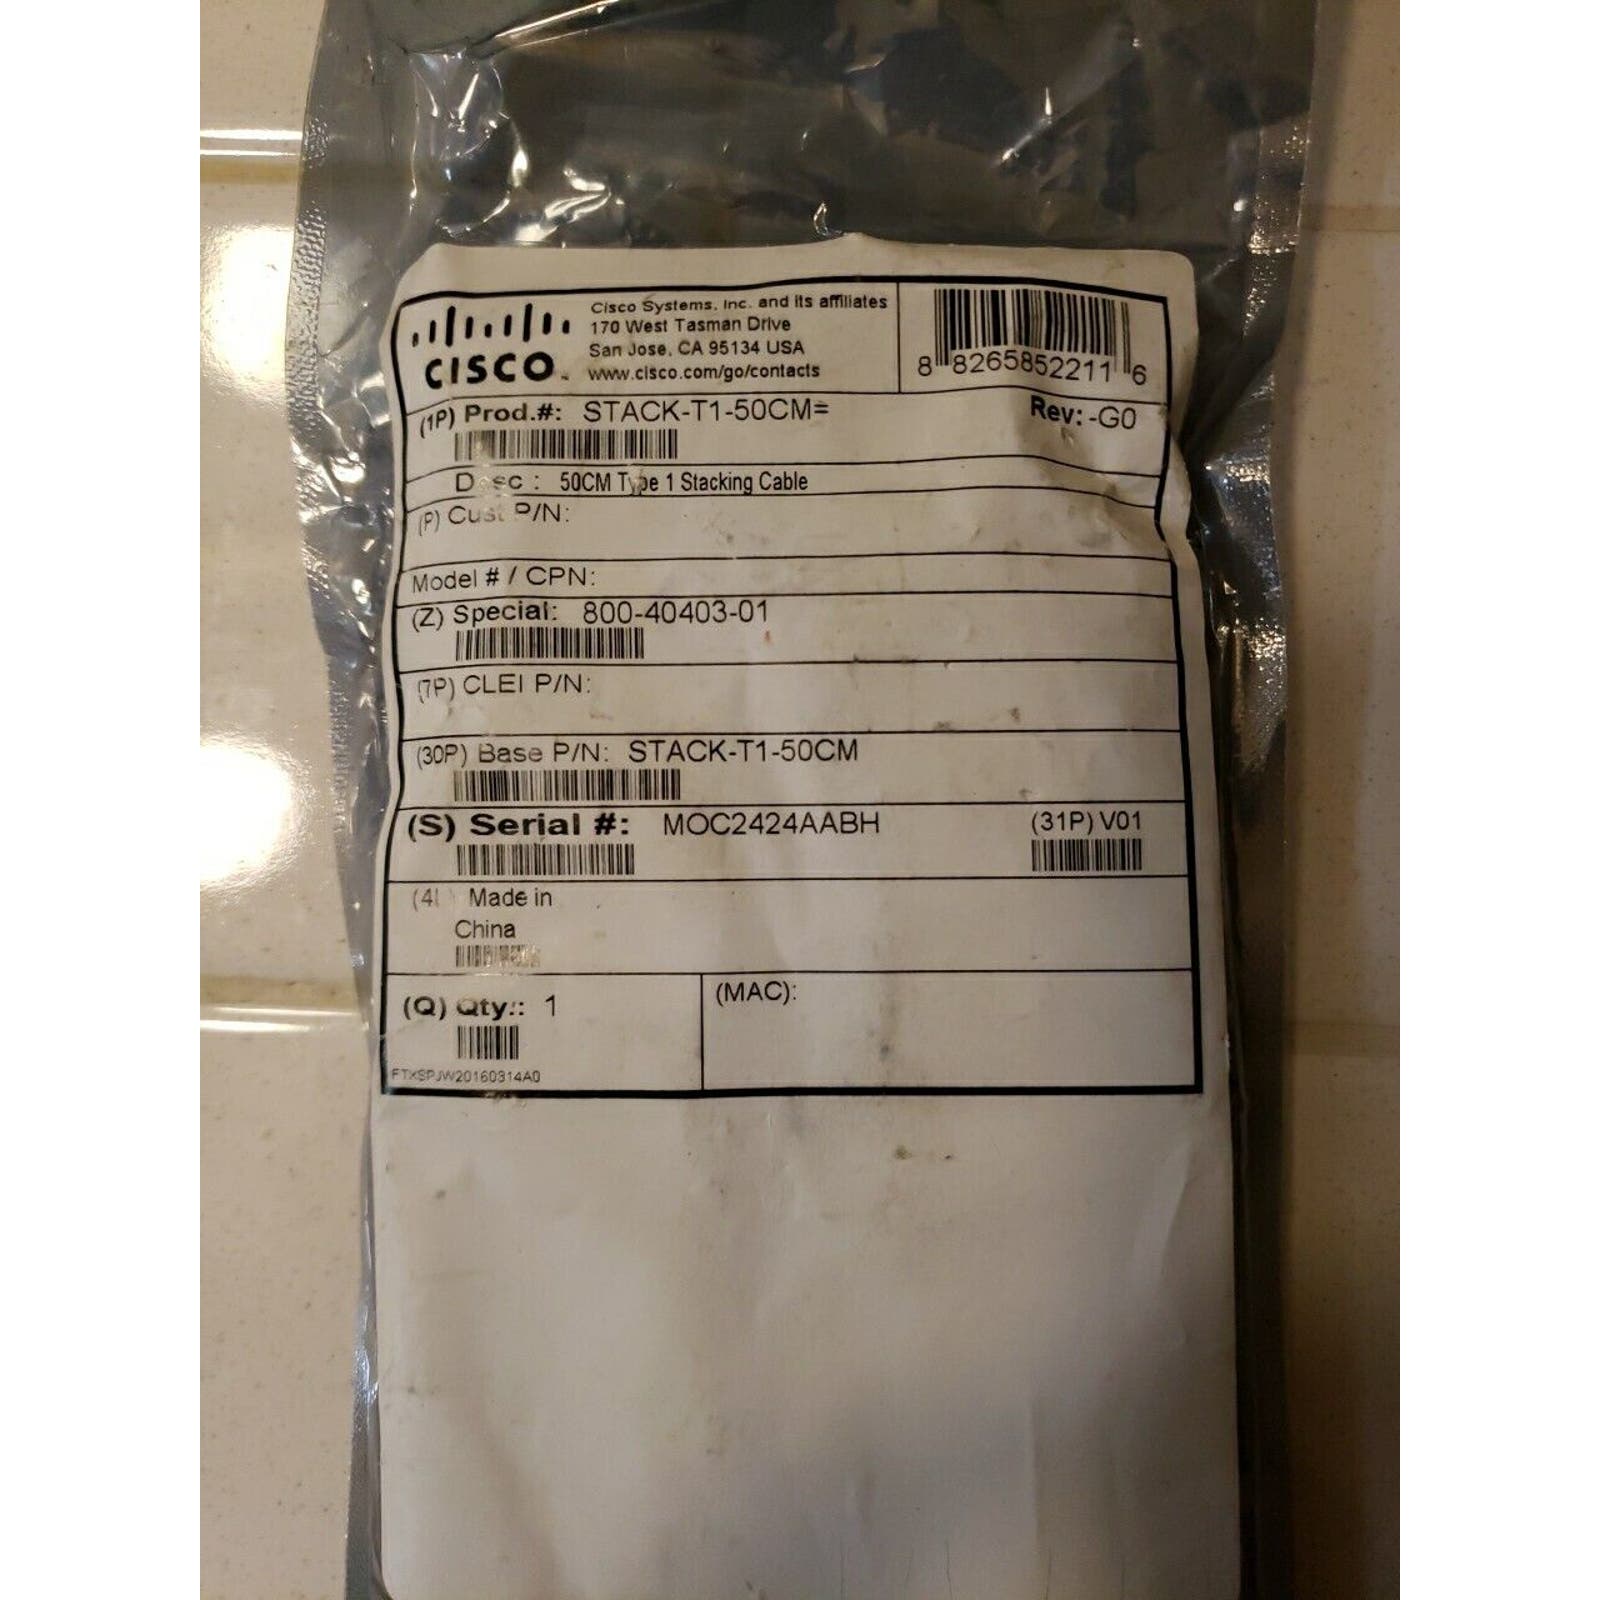 Cisco Systems, Inc. and its affiliates
170 West Tasman Drive
San Jose, CA 95134 USA
www.cisco.com/go/contacts
CISCO™
8 8265852211 6
(1P) Prod.#: STACK-T1-50CM=
Rev: -G0
Desc : 50CM Type 1 Stacking Cable
(P) Cust P/N:
Model # / CPN:
(Z) Special: 800-40403-01
(7P) CLEI P/N:
(30P) Base P/N: STACK-T1-50CM
(S) Serial #: MOC2424AABH
(31P) V01
(4L) Made in
China
(Q) Qty.: 1
(MAC):
FTXSPJW20160314A0